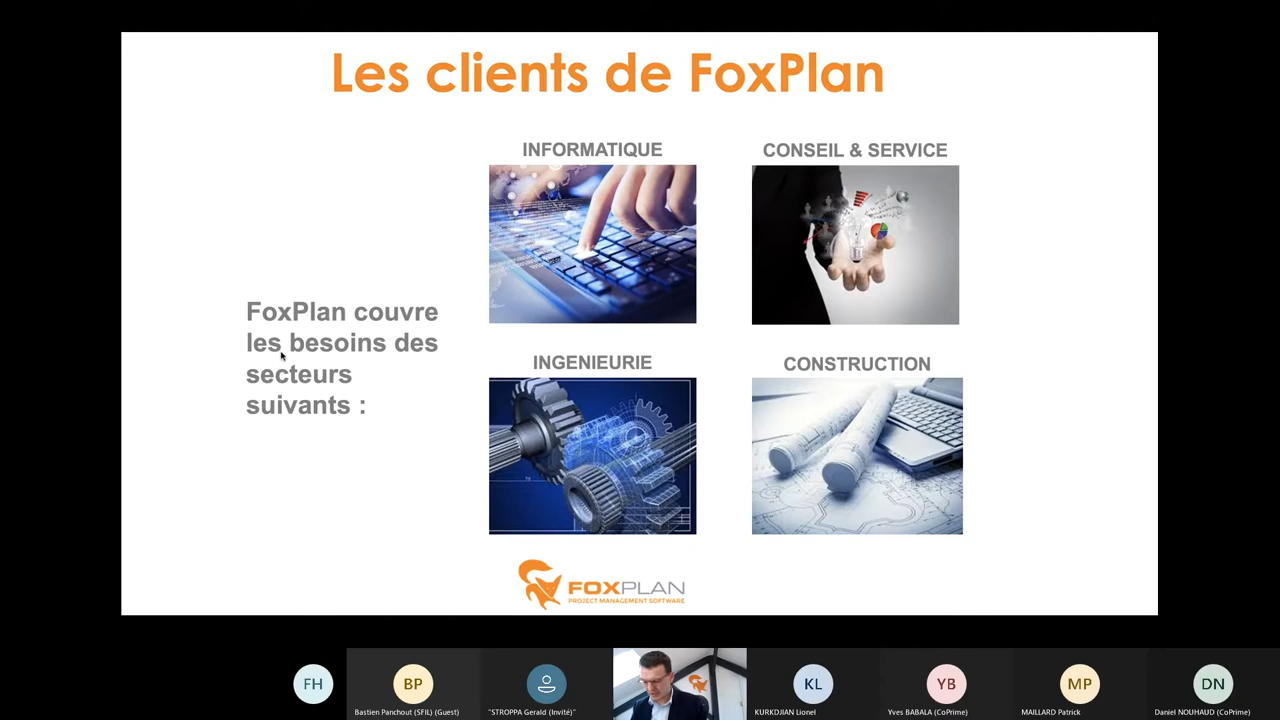 Les clients de FoxPlan
INFORMATIQUE
CONSEIL & SERVICE
FoxPlan couvre
les besoins des
secteurs
suivants :
INGENIEURIE
CONSTRUCTION
FOXPLAN
PROJECT MANAGEMENT SOFTWARE
FH
BP
KL
YB
MP
DN
Bastien Panchout (SFIL) (Guest)
"STROPPA Gerald (Invité)"
KURKDJIAN Lionel
Yves BABALA (CoPrime)
MAILLARD Patrick
Daniel NOUHAUD (CoPrime)